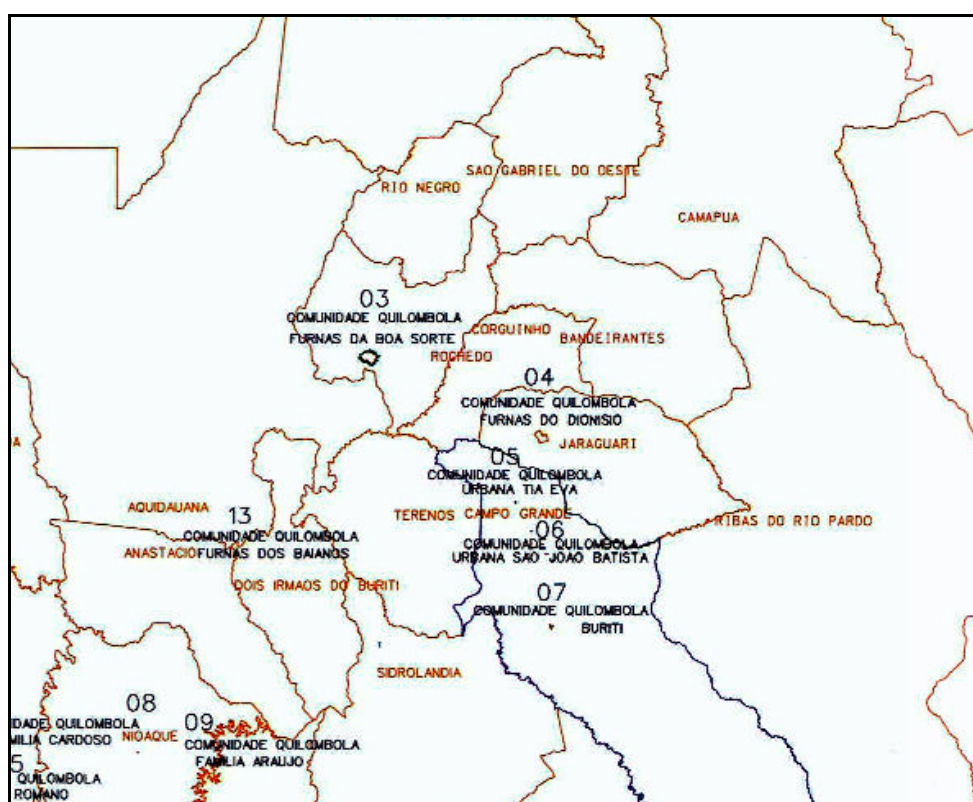 RIO NEGRO
SAO GABRIEL DO OESTE
CAMAPUA
03
COMUNIDADE QUILOMBOLA
FURNAS DA BOA SORTE
CORGUINHO
BANDEIRANTES
ROCHEDO
04
COMUNIDADE QUILOMBOLA
FURNAS DO DIONISIO
JARAGUARI
05
COMUNIDADE QUILOMBOLA
URBANA TIA EVA
AQUIDAUANA
TERENOS
CAMPO GRANDE
RIBAS DO RIO PARDO
13
COMUNIDADE QUILOMBOLA
FURNAS DOS BAIANOS
ANASTACIO
06
COMUNIDADE QUILOMBOLA
URBANA SAO JOAO BATISTA
DOIS IRMAOS DO BURITI
07
COMUNIDADE QUILOMBOLA
BURITI
SIDROLANDIA
08
IDADE QUILOMBOLA
MILIA CARDOSO
NIOAQUE
09
COMUNIDADE QUILOMBOLA
FAMILIA ARAUJO
5
QUILOMBOLA
ROMANO